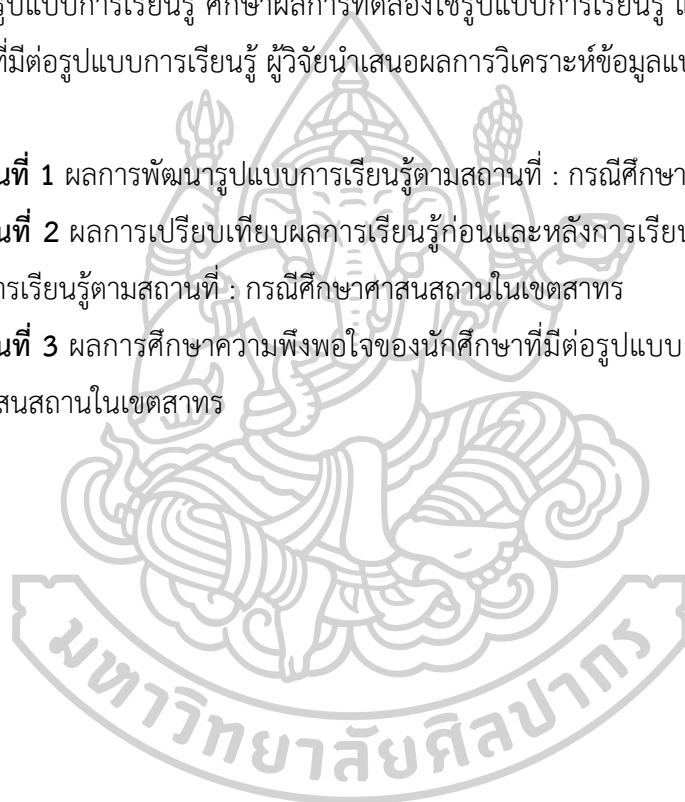 รูปแบบการเรียนรู้ ศึกษาผลการทดลองใช้รูปแบบการเรียนรู้
ที่มีต่อรูปแบบการเรียนรู้ ผู้วิจัยนำเสนอผลการวิเคราะห์ข้อมูลแบ
นที่ 1 ผลการพัฒนารูปแบบการเรียนรู้ตามสถานที่ : กรณีศึกษา
นที่ 2 ผลการเปรียบเทียบผลการเรียนรู้ก่อนและหลังการเรียน
ารเรียนรู้ตามสถานที่ : กรณีศึกษาศาสนสถานในเขตสาทร
นที่ 3 ผลการศึกษาความพึงพอใจของนักศึกษาที่มีต่อรูปแบบ
สนสถานในเขตสาทร
มหาวิทยาลัยศิลปากร